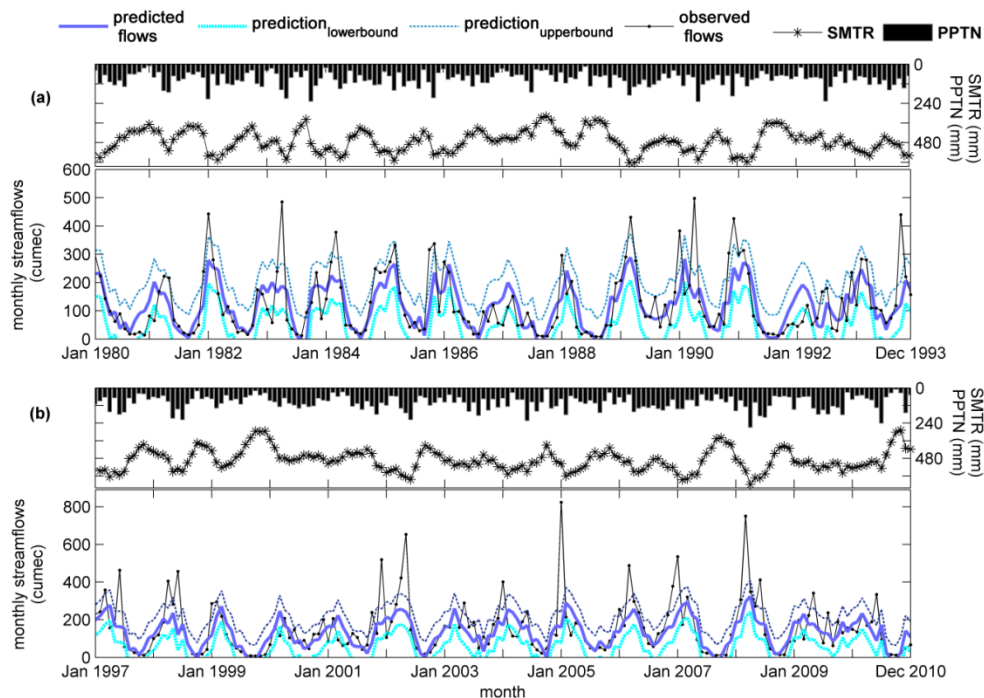 predicted flows
prediction lowerbound
prediction upperbound
observed flows
SMTR
PPTN
(a)
0
240
480
SMTR (mm)
PPTN (mm)
600
500
400
300
200
100
0
monthly streamflows (cumec)
Jan 1980
Jan 1982
Jan 1984
Jan 1986
Jan 1988
Jan 1990
Jan 1992
Dec 1993
(b)
0
240
480
SMTR (mm)
PPTN (mm)
800
600
400
200
0
monthly streamflows (cumec)
Jan 1997
Jan 1999
Jan 2001
Jan 2003
Jan 2005
Jan 2007
Jan 2009
Dec 2010
month